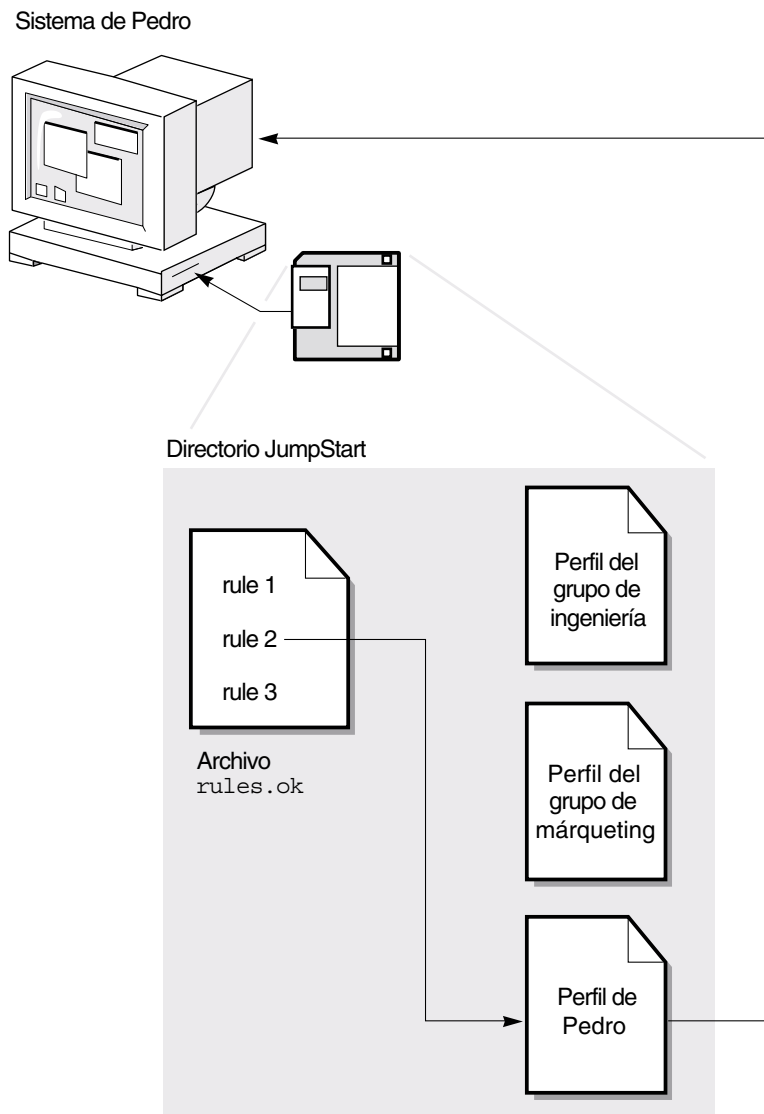 Sistema de Pedro
Directorio JumpStart
rule 1
rule 2
rule 3
Archivo
rules.ok
Perfil del
grupo de
ingeniería
Perfil del
grupo de
márqueting
Perfil de
Pedro